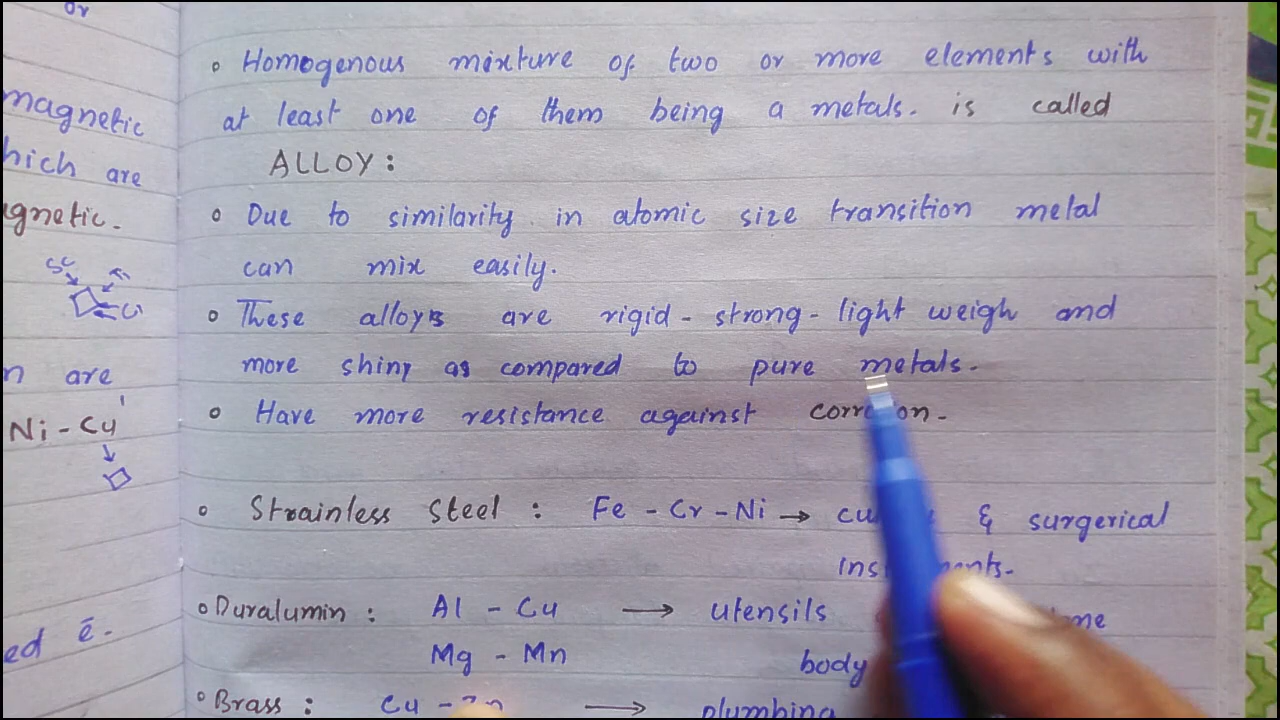 or
magnetic
hich are
gnetic.
Sc
n are
Ni - Cu
ed ē.
◦ Homogenous mixture of two or more elements with
at least one of them being a metals. is called
ALLOY:
◦ Due to similarity in atomic size transition metal
can mix easily.
◦ These alloys are rigid - strong - light weigh and
more shiny as compared to pure metals.
◦ Have more resistance against
◦ Strainless Steel : Fe - Cr - Ni → & surgerical
◦ Duralumin : Al - Cu → utensils
Mg - Mn body
◦ Brass : Cu - Zn → plumbing